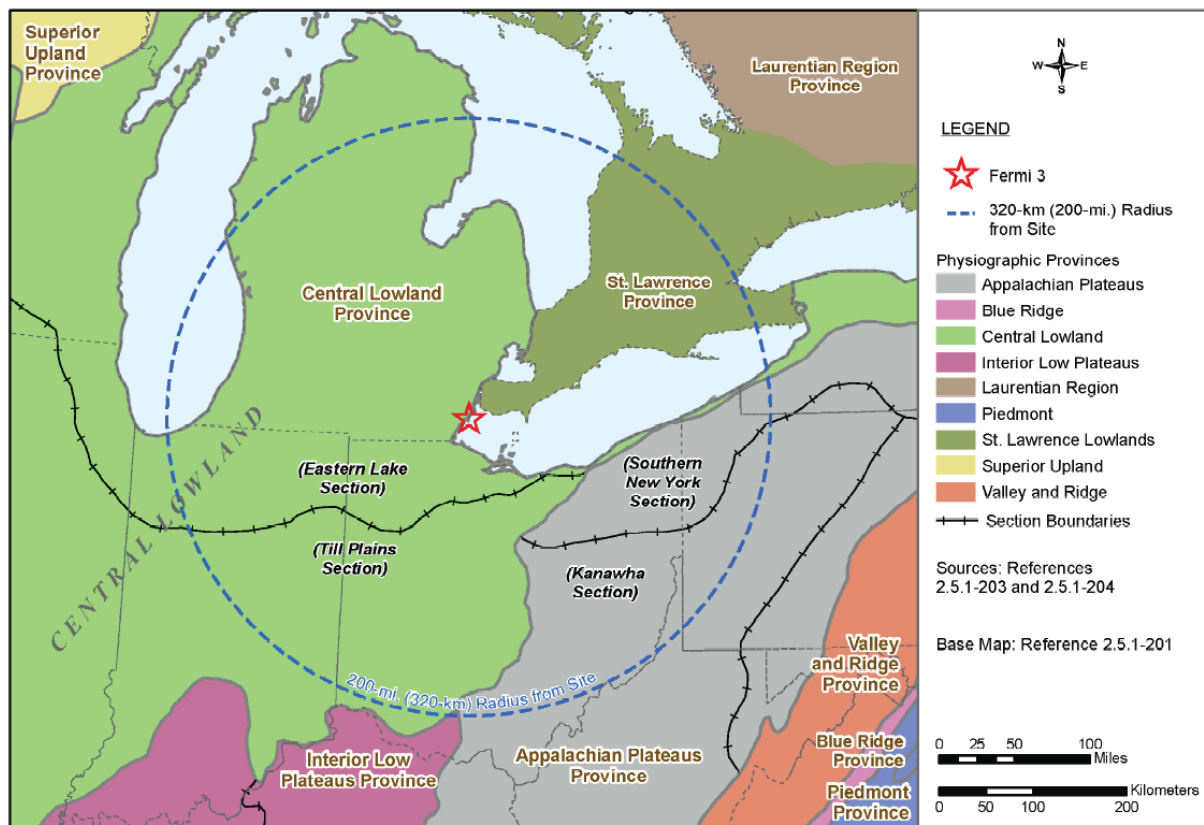 Superior
Upland
Province
Laurentian Region
Province
Central Lowland
Province
St. Lawrence
Province
CENTRAL LOWLAND
(Eastern Lake
Section)
(Southern
New York
Section)
(Till Plains
Section)
(Kanawha
Section)
200-mi. (320-km) Radius from Site
Valley
and Ridge
Province
Interior Low
Plateaus Province
Appalachian Plateaus
Province
Blue Ridge
Province
Piedmont
Province
N
W E
S
LEGEND
Fermi 3
320-km (200-mi.) Radius
from Site
Physiographic Provinces
Appalachian Plateaus
Blue Ridge
Central Lowland
Interior Low Plateaus
Laurentian Region
Piedmont
St. Lawrence Lowlands
Superior Upland
Valley and Ridge
Section Boundaries
Sources: References
2.5.1-203 and 2.5.1-204
Base Map: Reference 2.5.1-201
0 25 50 100
Miles
Kilometers
0 50 100 200